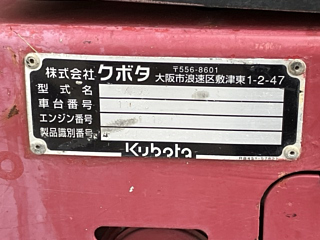 株式会社クボタ
〒556-8601
大阪市浪速区敷津東1-2-47
型式名
車台番号
エンジン番号
製品識別番号
Kubota